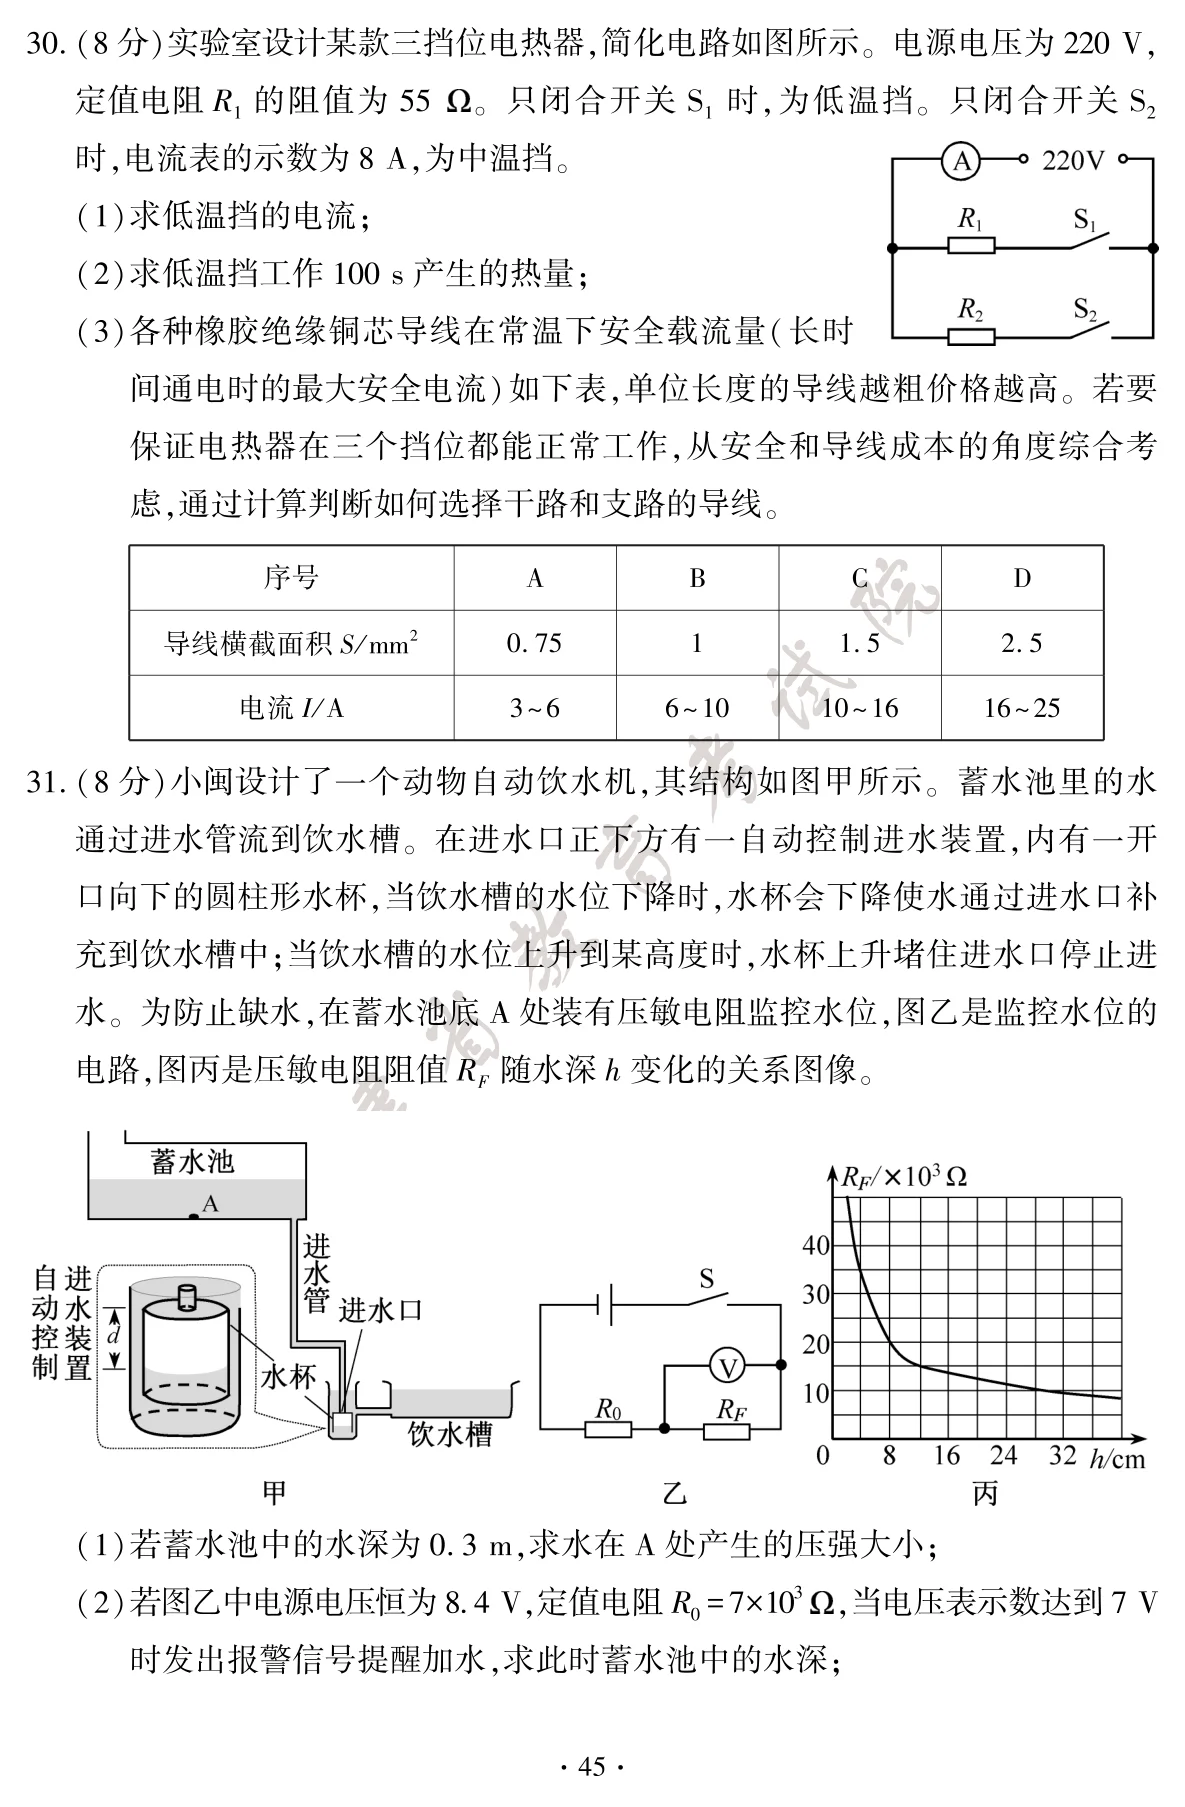 30. (8 分)实验室设计某款三挡位电热器,简化电路如图所示。电源电压为 220 V,
定值电阻 R₁ 的阻值为 55 Ω。只闭合开关 S₁ 时,为低温挡。只闭合开关 S₂
时,电流表的示数为 8 A,为中温挡。
A 220V
R₁ S₁
R₂ S₂
(1)求低温挡的电流;
(2)求低温挡工作 100 s 产生的热量;
(3)各种橡胶绝缘铜芯导线在常温下安全载流量(长时
间通电时的最大安全电流)如下表,单位长度的导线越粗价格越高。若要
保证电热器在三个挡位都能正常工作,从安全和导线成本的角度综合考
虑,通过计算判断如何选择干路和支路的导线。
序号 A B C D
导线横截面积 S/mm² 0.75 1 1.5 2.5
电流 I/A 3~6 6~10 10~16 16~25
31. (8 分)小闽设计了一个动物自动饮水机,其结构如图甲所示。蓄水池里的水
通过进水管流到饮水槽。在进水口正下方有一自动控制进水装置,内有一开
口向下的圆柱形水杯,当饮水槽的水位下降时,水杯会下降使水通过进水口补
充到饮水槽中;当饮水槽的水位上升到某高度时,水杯上升堵住进水口停止进
水。为防止缺水,在蓄水池底 A 处装有压敏电阻监控水位,图乙是监控水位的
电路,图丙是压敏电阻阻值 R_F 随水深 h 变化的关系图像。
省教育考试院
蓄水池
A
进水管
自动控制
进水装置
d
进水口
水杯
饮水槽
甲
S
V
R₀ R_F
乙
R_F/×10³ Ω
40
30
20
10
0 8 16 24 32 h/cm
丙
(1)若蓄水池中的水深为 0.3 m,求水在 A 处产生的压强大小;
(2)若图乙中电源电压恒为 8.4 V,定值电阻 R₀=7×10³ Ω,当电压表示数达到 7 V
时发出报警信号提醒加水,求此时蓄水池中的水深;
· 45 ·